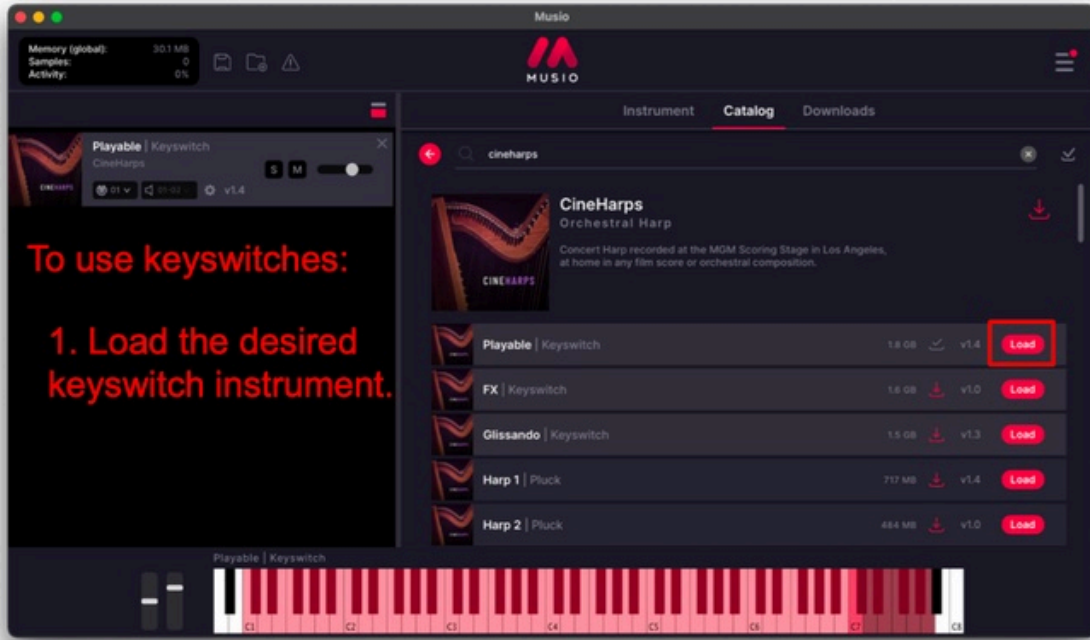 Musio
Memory (global): 30.1 MB
Samples: 0
Activity: 0%
MUSIO
Instrument Catalog Downloads
Playable | Keyswitch
CineHarps
S M
CINEHARPS
01 01-02 v1.4
cineharps
CineHarps
Orchestral Harp
Concert Harp recorded at the MGM Scoring Stage in Los Angeles,
at home in any film score or orchestral composition.
CINEHARPS
To use keyswitches:
1. Load the desired
keyswitch instrument.
Playable | Keyswitch 1.8 GB v1.4 Load
FX | Keyswitch 1.6 GB v1.0 Load
Glissando | Keyswitch 1.5 GB v1.3 Load
Harp 1 | Pluck 717 MB v1.4 Load
Harp 2 | Pluck 484 MB v1.0 Load
Playable | Keyswitch
C1 C2 C3 C4 C5 C6 C7 C8